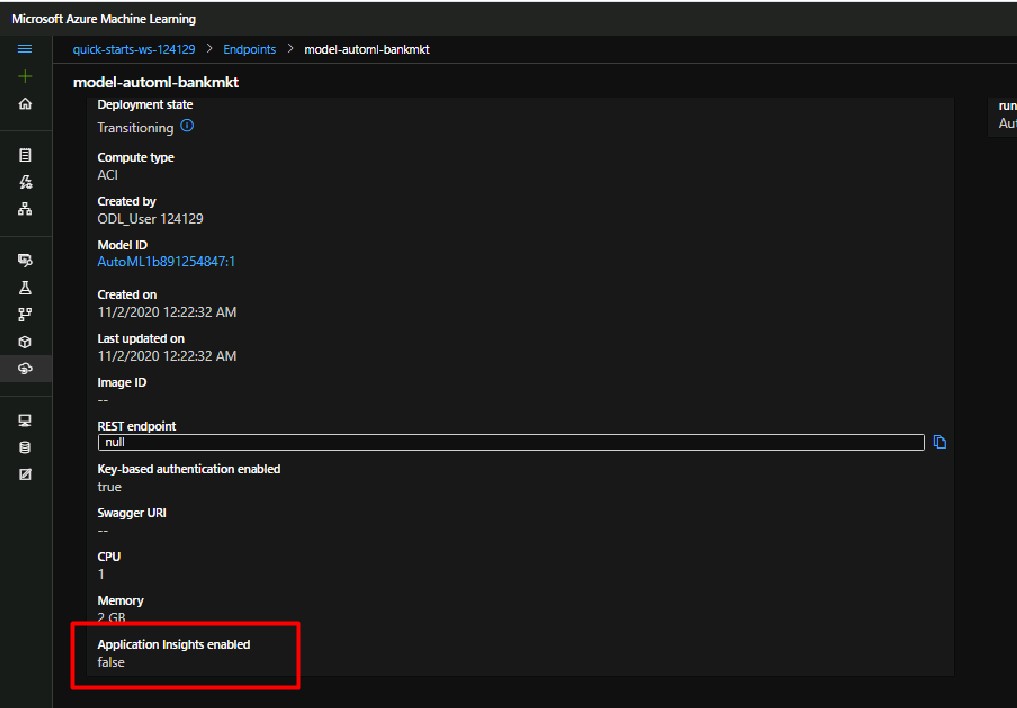 Microsoft Azure Machine Learning
quick-starts-ws-124129 > Endpoints > model-automl-bankmkt
model-automl-bankmkt
Deployment state
Transitioning
Compute type
ACI
Created by
ODL_User 124129
Model ID
AutoML1b891254847:1
Created on
11/2/2020 12:22:32 AM
Last updated on
11/2/2020 12:22:32 AM
Image ID
--
REST endpoint
null
Key-based authentication enabled
true
Swagger URI
--
CPU
1
Memory
2 GB
Application Insights enabled
false
run
Aut